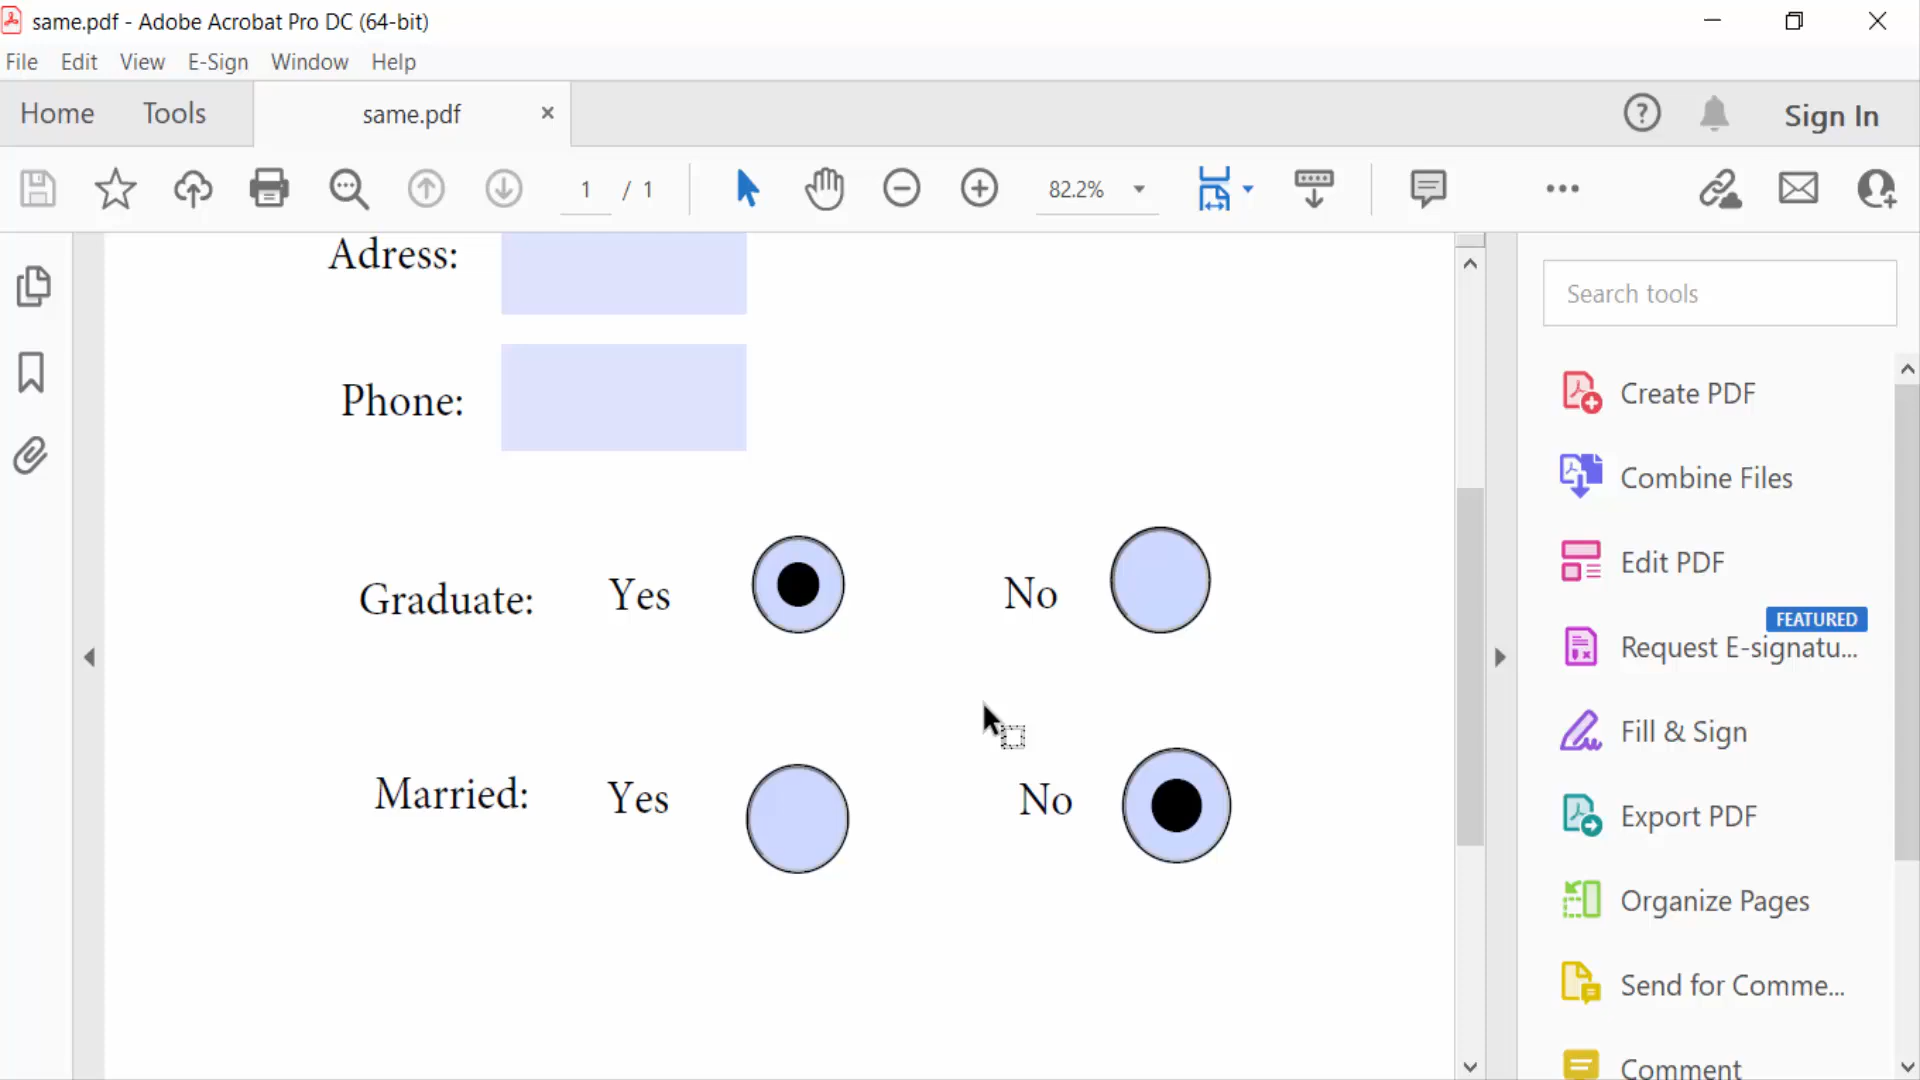 same.pdf - Adobe Acrobat Pro DC (64-bit)
File Edit View E-Sign Window Help
Home Tools same.pdf × ? Sign In
1 / 1 82.2%
Adress:
Phone:
Graduate: Yes No
Married: Yes No
Search tools
Create PDF
Combine Files
Edit PDF
FEATURED
Request E-signatu...
Fill & Sign
Export PDF
Organize Pages
Send for Comme...
Comment